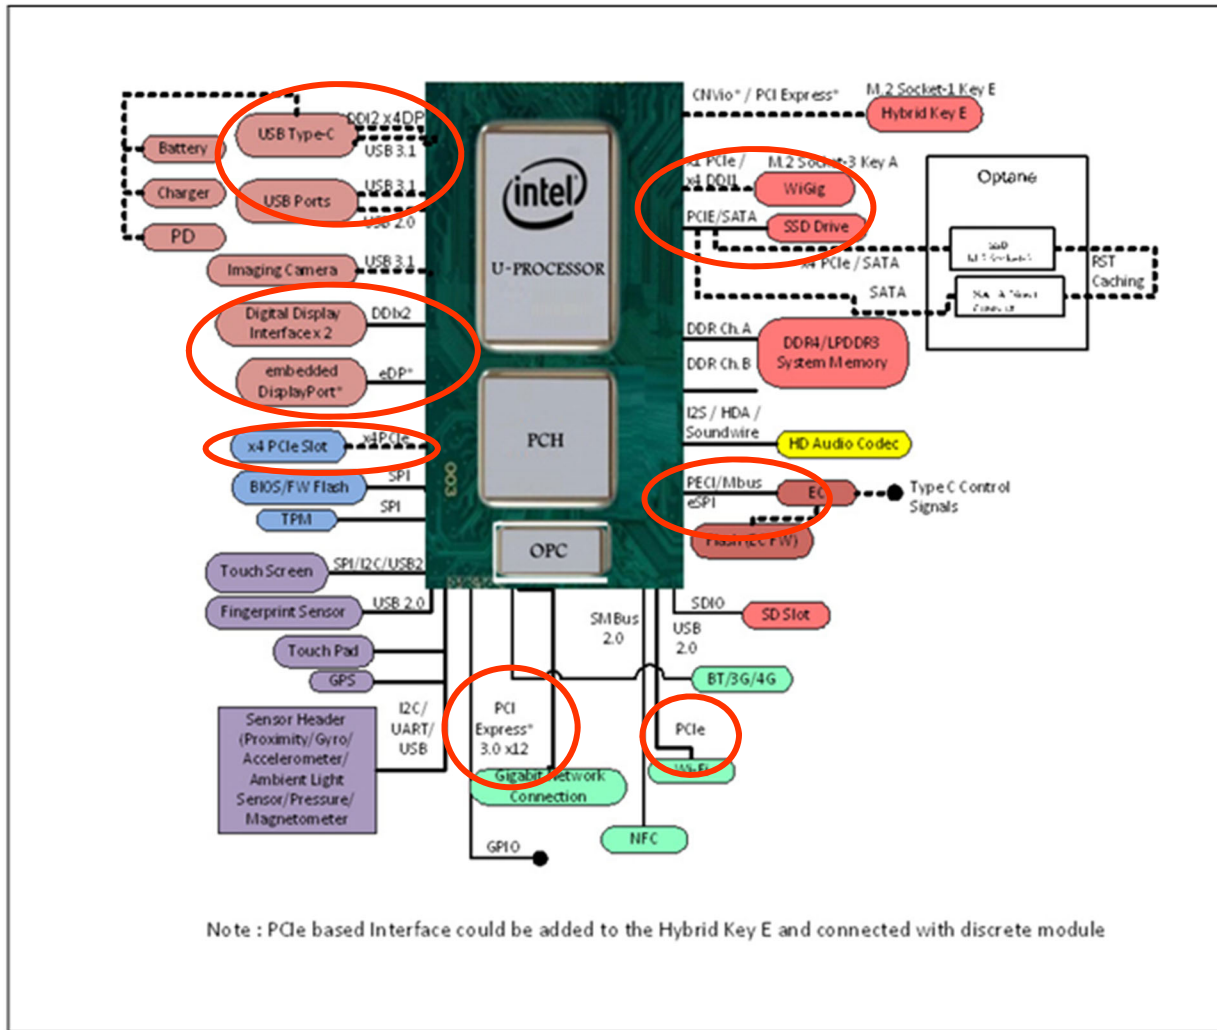 CNVio* / PCI Express*
M.2 Socket-1 Key E
Hybrid Key E
DDI2 x4DP
USB Type-C
USB 3.1
Battery
Charger
PD
USB 3.1
USB Ports
USB 2.0
Imaging Camera
USB 3.1
Digital Display
Interface x 2
DDIx2
embedded
DisplayPort*
eDP*
x4 PCIe Slot
x4PCIe
BIOS/FW Flash
SPI
TPM
SPI
Touch Screen
SPI/I2C/USB2
Fingerprint Sensor
USB 2.0
Touch Pad
GPS
Sensor Header
(Proximity/Gyro/
Accelerometer/
Ambient Light
Sensor/Pressure/
Magnetometer
I2C/
UART/
USB
intel
U-PROCESSOR
PCH
OPC
003
x1 PCIe /
x4 DDI1
M.2 Socket-3 Key A
WiGig
PCIE/SATA
SSD Drive
Optane
SSD
x4 PCIe / SATA
SATA
RST
Caching
DDR Ch. A
DDR Ch. B
DDR4/LPDDR3
System Memory
I2S / HDA /
Soundwire
HD Audio Codec
PECI/Mbus
eSPI
EC
Type C Control
Signals
Flash (EC FW)
SDIO
SD Slot
SMBus
2.0
USB
2.0
BT/3G/4G
PCI
Express*
3.0 x12
Gigabit Network
Connection
PCIe
Wi-Fi
NFC
GPIO
Note : PCIe based Interface could be added to the Hybrid Key E and connected with discrete module